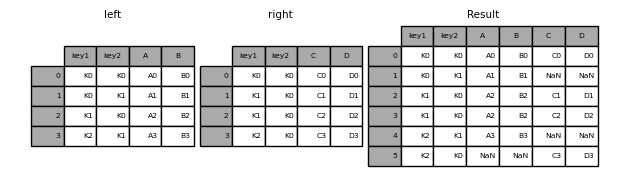 left
key1 key2 A B
0 K0 K0 A0 B0
1 K0 K1 A1 B1
2 K1 K0 A2 B2
3 K2 K1 A3 B3
right
key1 key2 C D
0 K0 K0 C0 D0
1 K1 K0 C1 D1
2 K1 K0 C2 D2
3 K2 K0 C3 D3
Result
key1 key2 A B C D
0 K0 K0 A0 B0 C0 D0
1 K0 K1 A1 B1 NaN NaN
2 K1 K0 A2 B2 C1 D1
3 K1 K0 A2 B2 C2 D2
4 K2 K1 A3 B3 NaN NaN
5 K2 K0 NaN NaN C3 D3